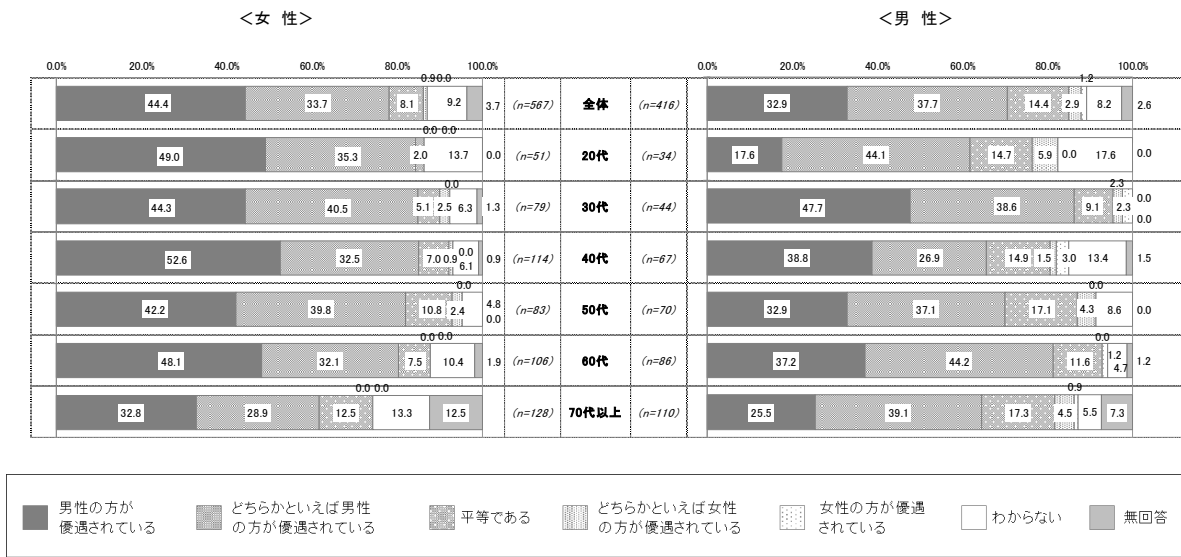 ＜女 性＞ ＜男 性＞
0.0% 20.0% 40.0% 60.0% 80.0% 100.0% 0.0% 20.0% 40.0% 60.0% 80.0% 100.0%
0.9 0.0 1.2
44.4 33.7 8.1 9.2 3.7 (n=567) 全体 (n=416) 32.9 37.7 14.4 2.9 8.2 2.6
0.0 0.0
49.0 35.3 2.0 13.7 0.0 (n=51) 20代 (n=34) 17.6 44.1 14.7 5.9 0.0 17.6 0.0
0.0 2.3
44.3 40.5 5.1 2.5 6.3 1.3 (n=79) 30代 (n=44) 47.7 38.6 9.1 2.3 0.0
0.0
52.6 32.5 7.0 0.9 0.0 6.1 0.9 (n=114) 40代 (n=67) 38.8 26.9 14.9 1.5 3.0 13.4 1.5
0.0 0.0
42.2 39.8 10.8 2.4 4.8 0.0 (n=83) 50代 (n=70) 32.9 37.1 17.1 4.3 8.6 0.0
0.0 0.0 0.0
48.1 32.1 7.5 10.4 1.9 (n=106) 60代 (n=86) 37.2 44.2 11.6 1.2 4.7 1.2
0.0 0.0 0.9
32.8 28.9 12.5 13.3 12.5 (n=128) 70代以上 (n=110) 25.5 39.1 17.3 4.5 5.5 7.3
男性の方が
優遇されている
どちらかといえば男性
の方が優遇されている
平等である
どちらかといえば女性
の方が優遇されている
女性の方が優遇
されている
わからない
無回答